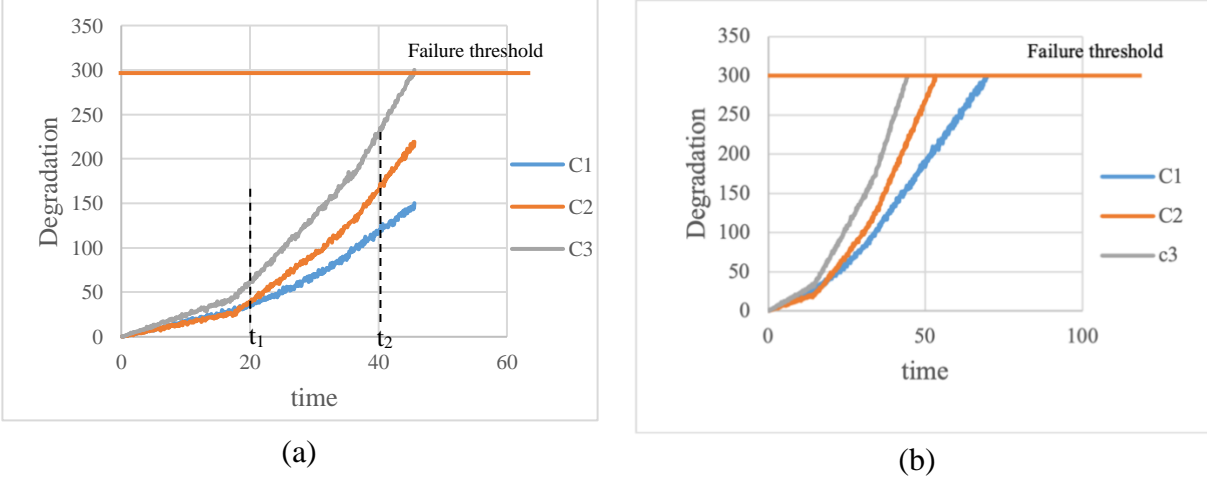 350
300
250
200
150
100
50
0
Degradation
Failure threshold
C1
C2
C3
t1
t2
0
20
40
60
time
(a)
350
300
250
200
150
100
50
0
Degradation
Failure threshold
C1
C2
c3
0
50
100
time
(b)